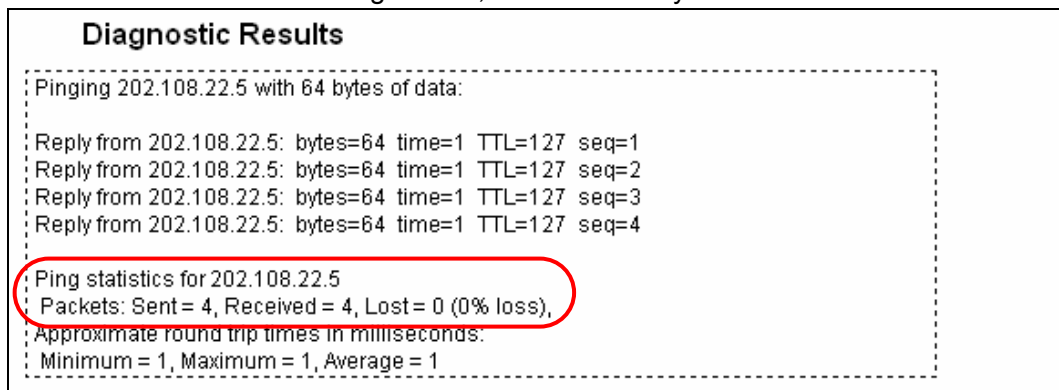 Diagnostic Results
Pinging 202.108.22.5 with 64 bytes of data:
Reply from 202.108.22.5: bytes=64 time=1 TTL=127 seq=1
Reply from 202.108.22.5: bytes=64 time=1 TTL=127 seq=2
Reply from 202.108.22.5: bytes=64 time=1 TTL=127 seq=3
Reply from 202.108.22.5: bytes=64 time=1 TTL=127 seq=4
Ping statistics for 202.108.22.5
Packets: Sent = 4, Received = 4, Lost = 0 (0% loss),
Approximate round trip times in milliseconds:
Minimum = 1, Maximum = 1, Average = 1